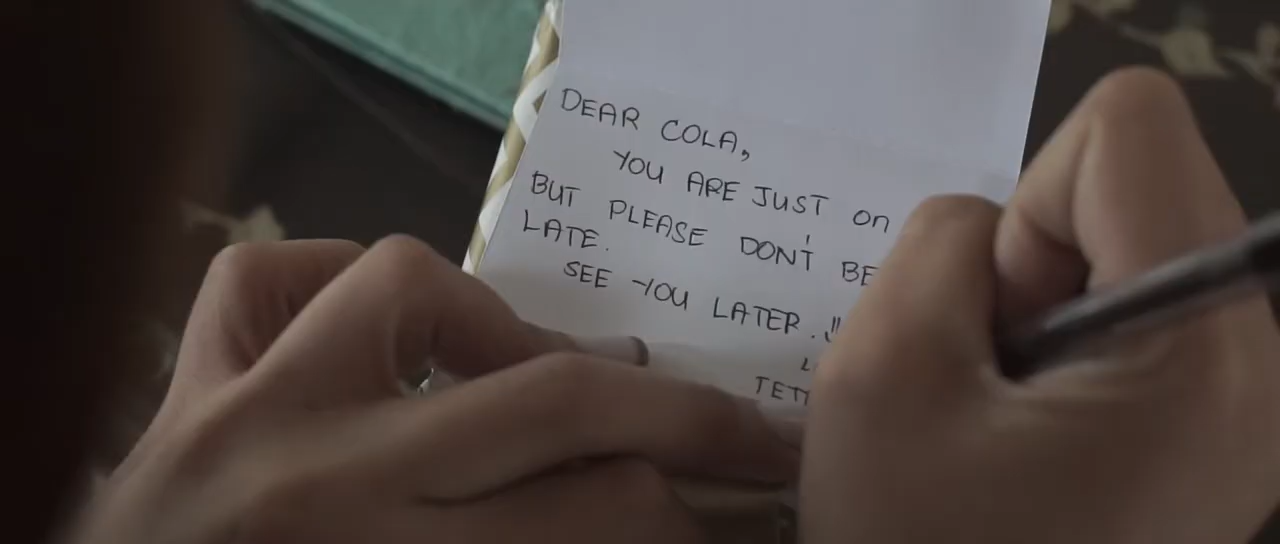 DEAR COLA,
YOU ARE JUST On
BUT PLEASE DON'T BE
LATE.
SEE YOU LATER.